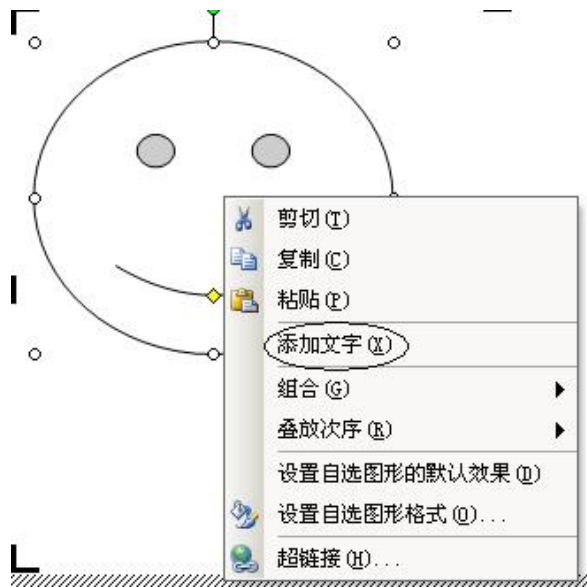 剪切(T)
复制(C)
粘贴(P)
添加文字(X)
组合(G)
叠放次序(R)
设置自选图形的默认效果(D)
设置自选图形格式(O)...
超链接(H)...